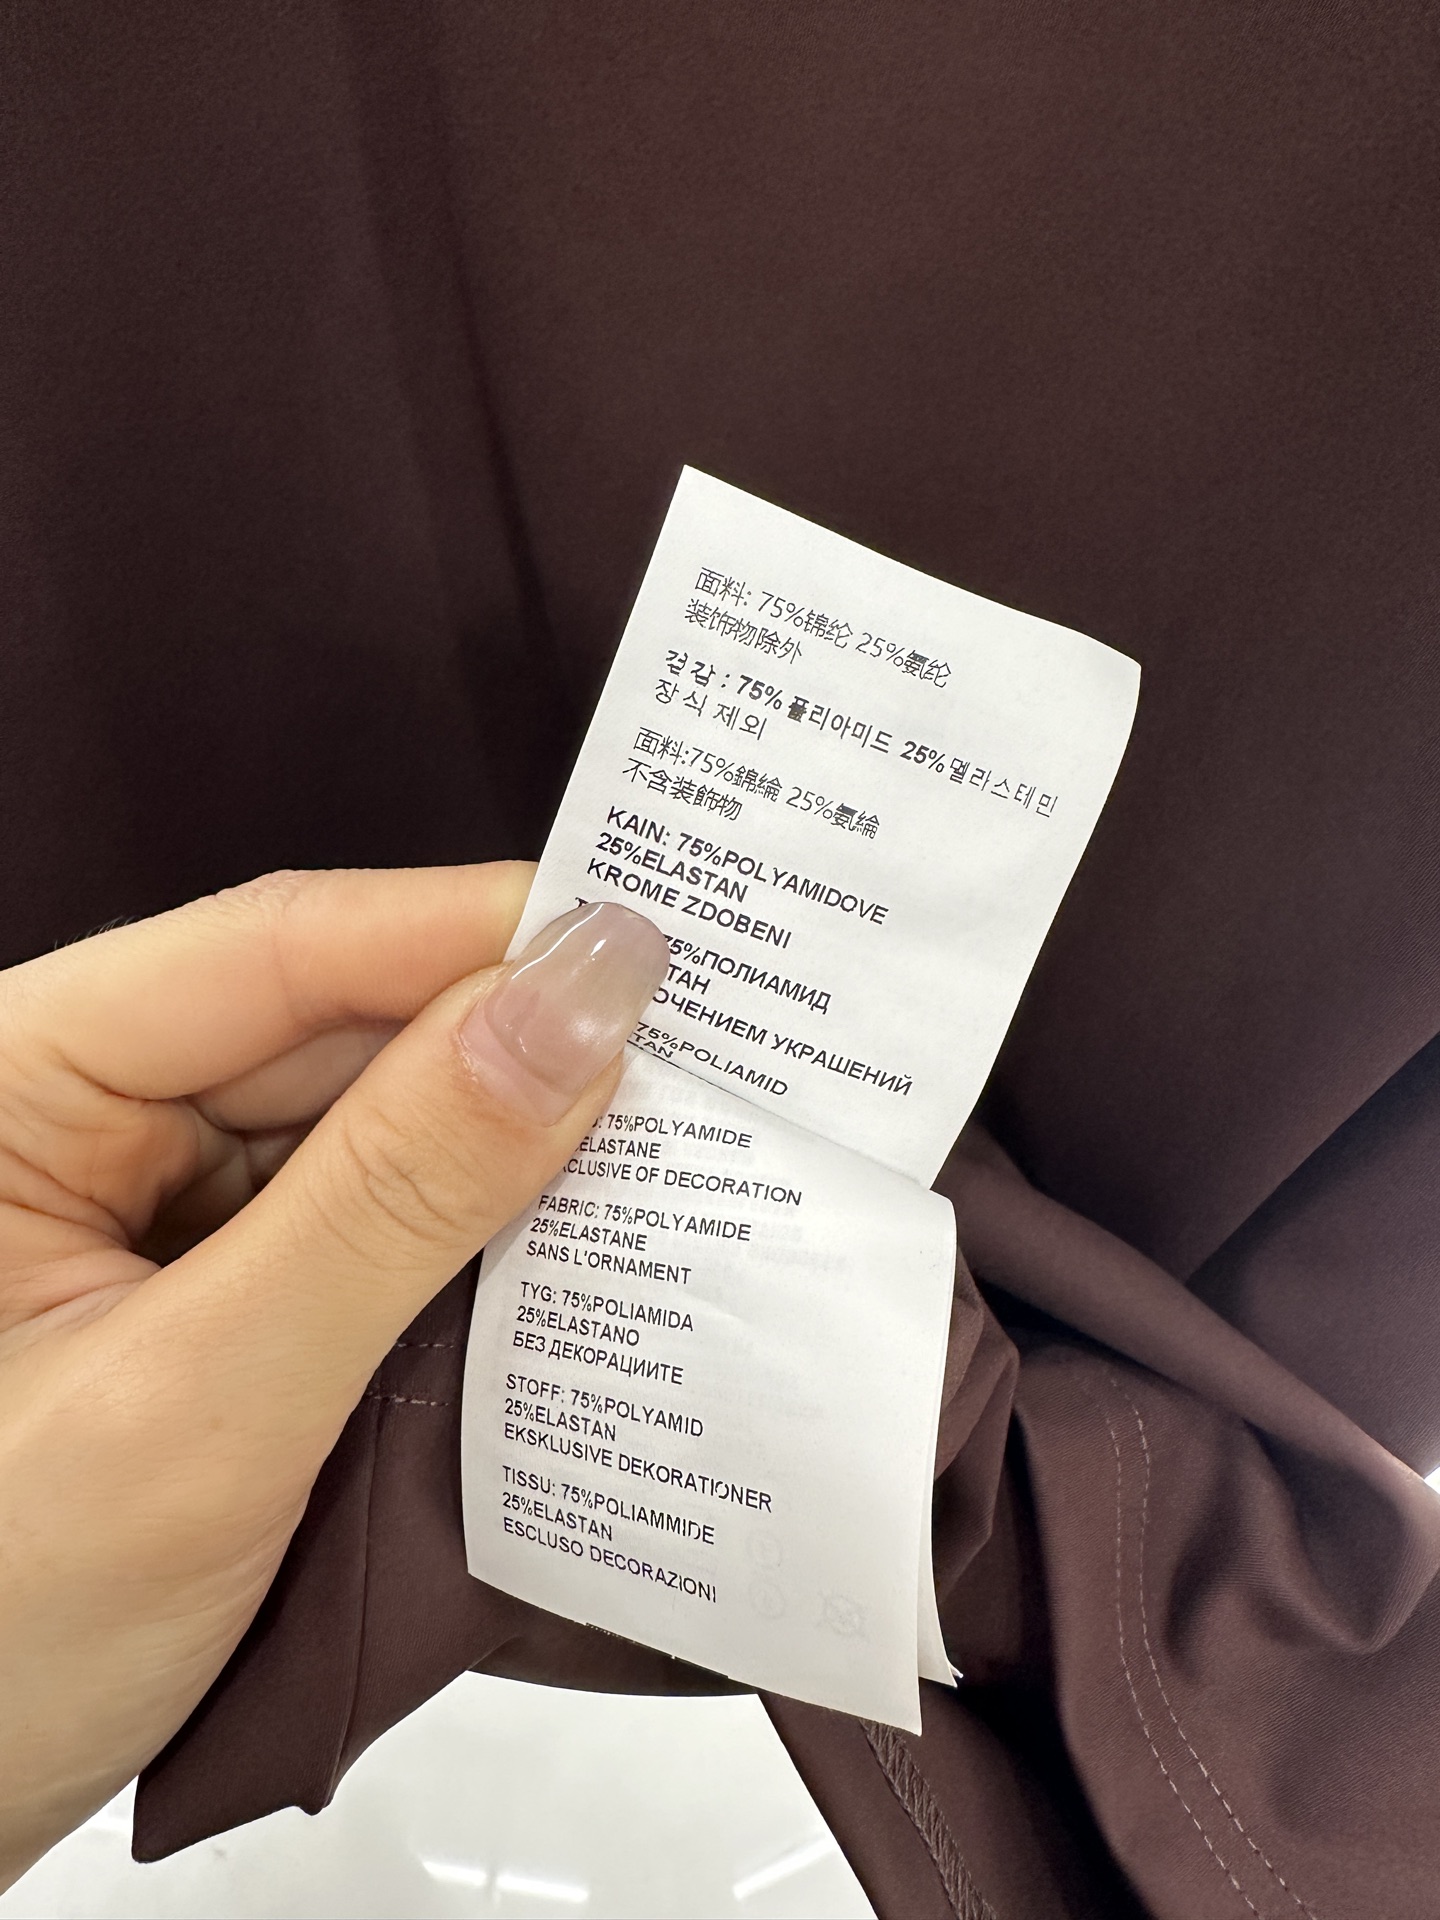 面料: 75%锦纶 25%氨纶
装饰物除外
겉감 : 75% 폴리아미드 25%멜라스테민
장식제외
面料:75%錦綸 25%氨綸
不含装飾物
KAIN: 75%POLYAMIDOVE
25%ELASTAN
KROME ZDOBENI
75%ПОЛИАМИД
УКРАШЕНИЙ
75%POLIAMID
75%POLYAMIDE
ELASTANE
OF DECORATION
FABRIC: 75%POLYAMIDE
25%ELASTANE
SANS L'ORNAMENT
TYG: 75%POLIAMIDA
25%ELASTANO
БЕЗ ДЕКОРАЦИИТЕ
STOFF: 75%POLYAMID
25%ELASTAN
EKSKLUSIVE DEKORATIONER
TISSU: 75%POLIAMMIDE
25%ELASTAN
ESCLUSO DECORAZIONI